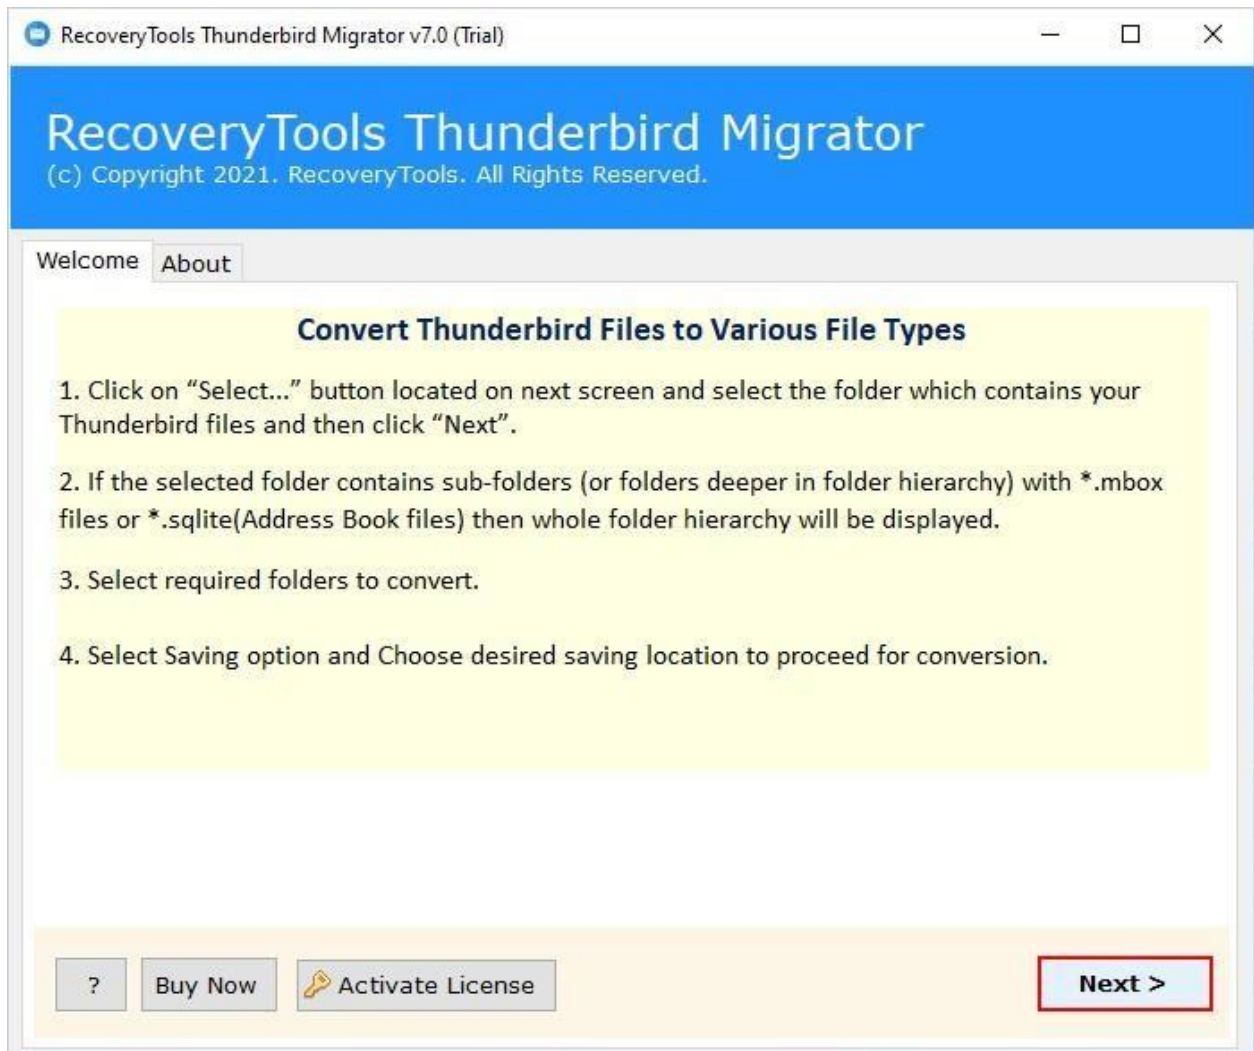 RecoveryTools Thunderbird Migrator v7.0 (Trial)
RecoveryTools Thunderbird Migrator
(c) Copyright 2021. RecoveryTools. All Rights Reserved.
Welcome About
Convert Thunderbird Files to Various File Types
1. Click on “Select...” button located on next screen and select the folder which contains your
Thunderbird files and then click “Next”.
2. If the selected folder contains sub-folders (or folders deeper in folder hierarchy) with *.mbox
files or *.sqlite(Address Book files) then whole folder hierarchy will be displayed.
3. Select required folders to convert.
4. Select Saving option and Choose desired saving location to proceed for conversion.
? Buy Now Activate License Next >